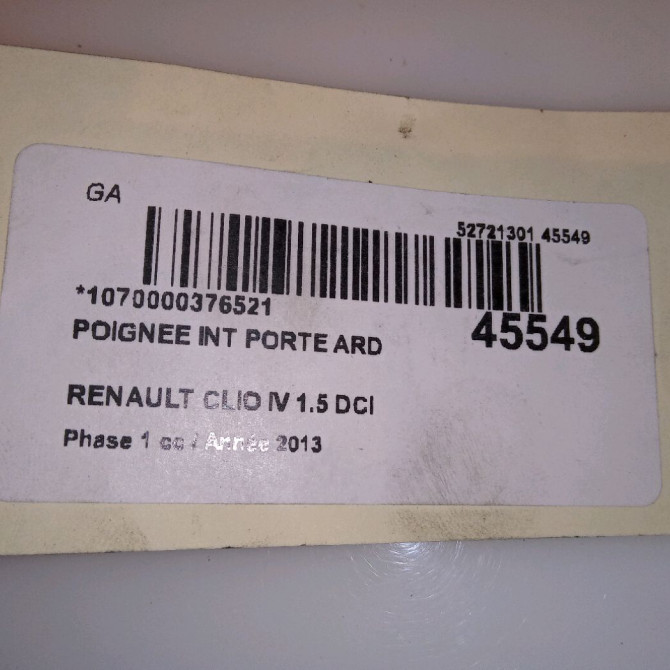 GA
52721301 45549
*1070000376521
45549
POIGNEE INT PORTE ARD
RENAULT CLIO IV 1.5 DCI
Phase 1 cc / Année 2013